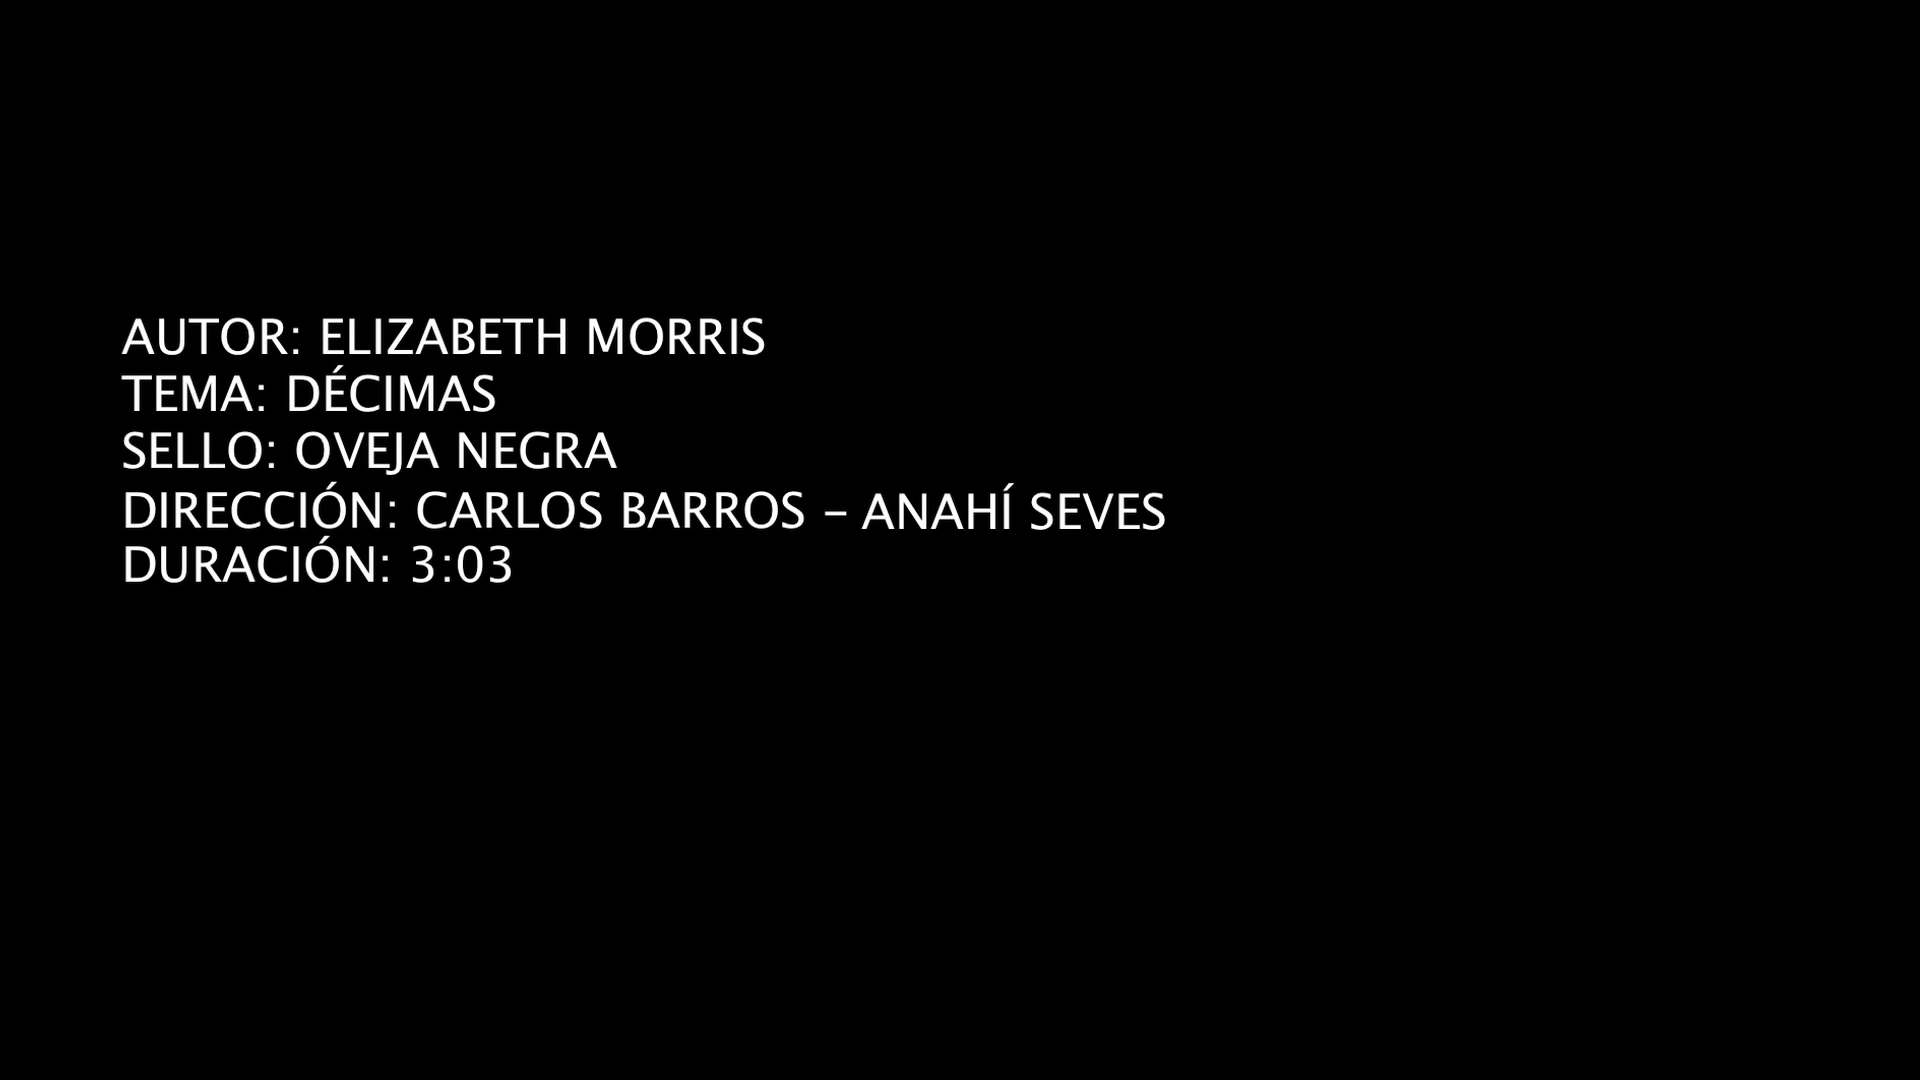 AUTOR: ELIZABETH MORRIS
TEMA: DÉCIMAS
SELLO: OVEJA NEGRA
DIRECCIÓN: CARLOS BARROS – ANAHÍ SEVES
DURACIÓN: 3:03